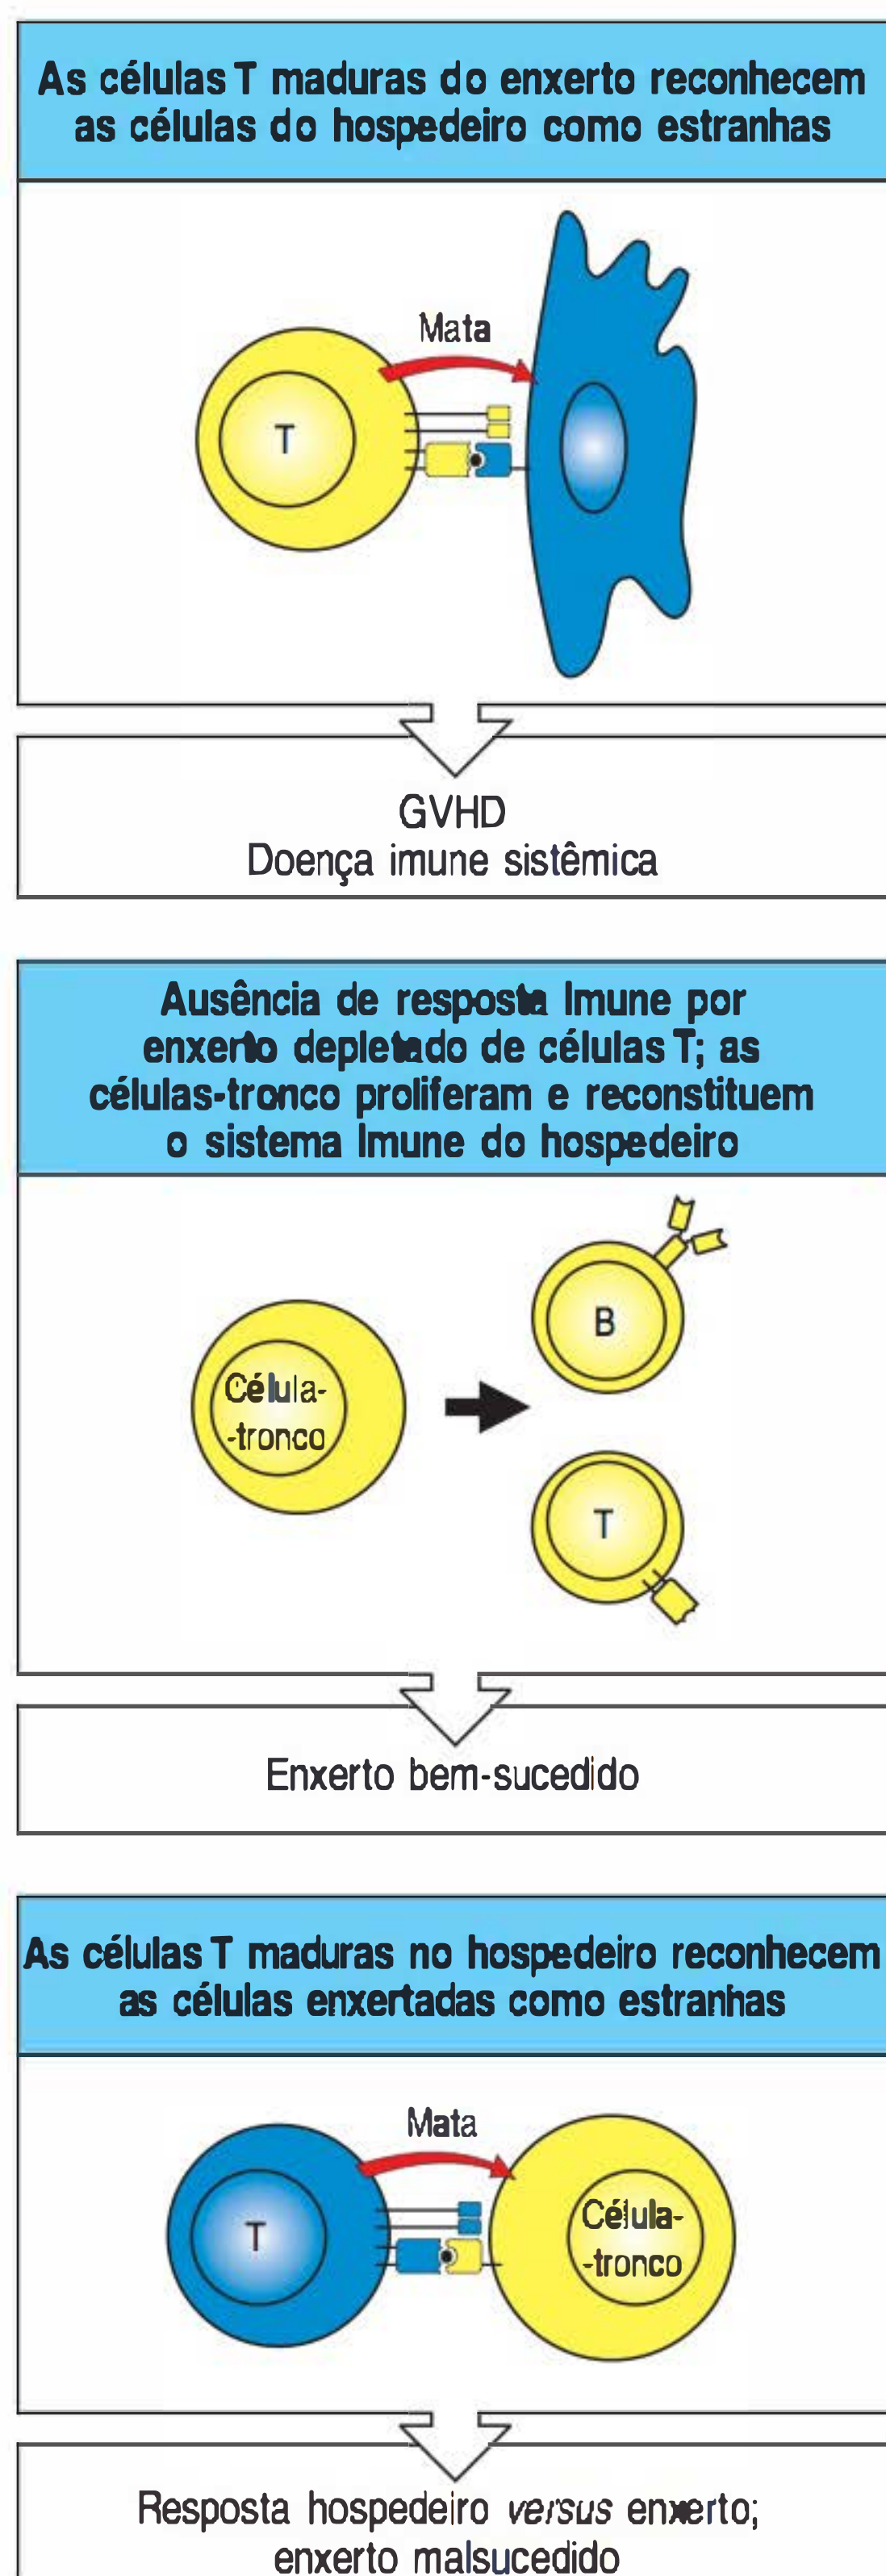 As células T maduras do enxerto reconhecem
as células do hospedeiro como estranhas
Mata
T
GVHD
Doença imune sistêmica
Ausência de resposta Imune por
enxerto depletado de células T; as
células-tronco proliferam e reconstituem
o sistema Imune do hospedeiro
B
Célula-
-tronco
T
Enxerto bem-sucedido
As células T maduras no hospedeiro reconhecem
as células enxertadas como estranhas
Mata
T
Célula-
-tronco
Resposta hospedeiro versus enxerto;
enxerto malsucedido